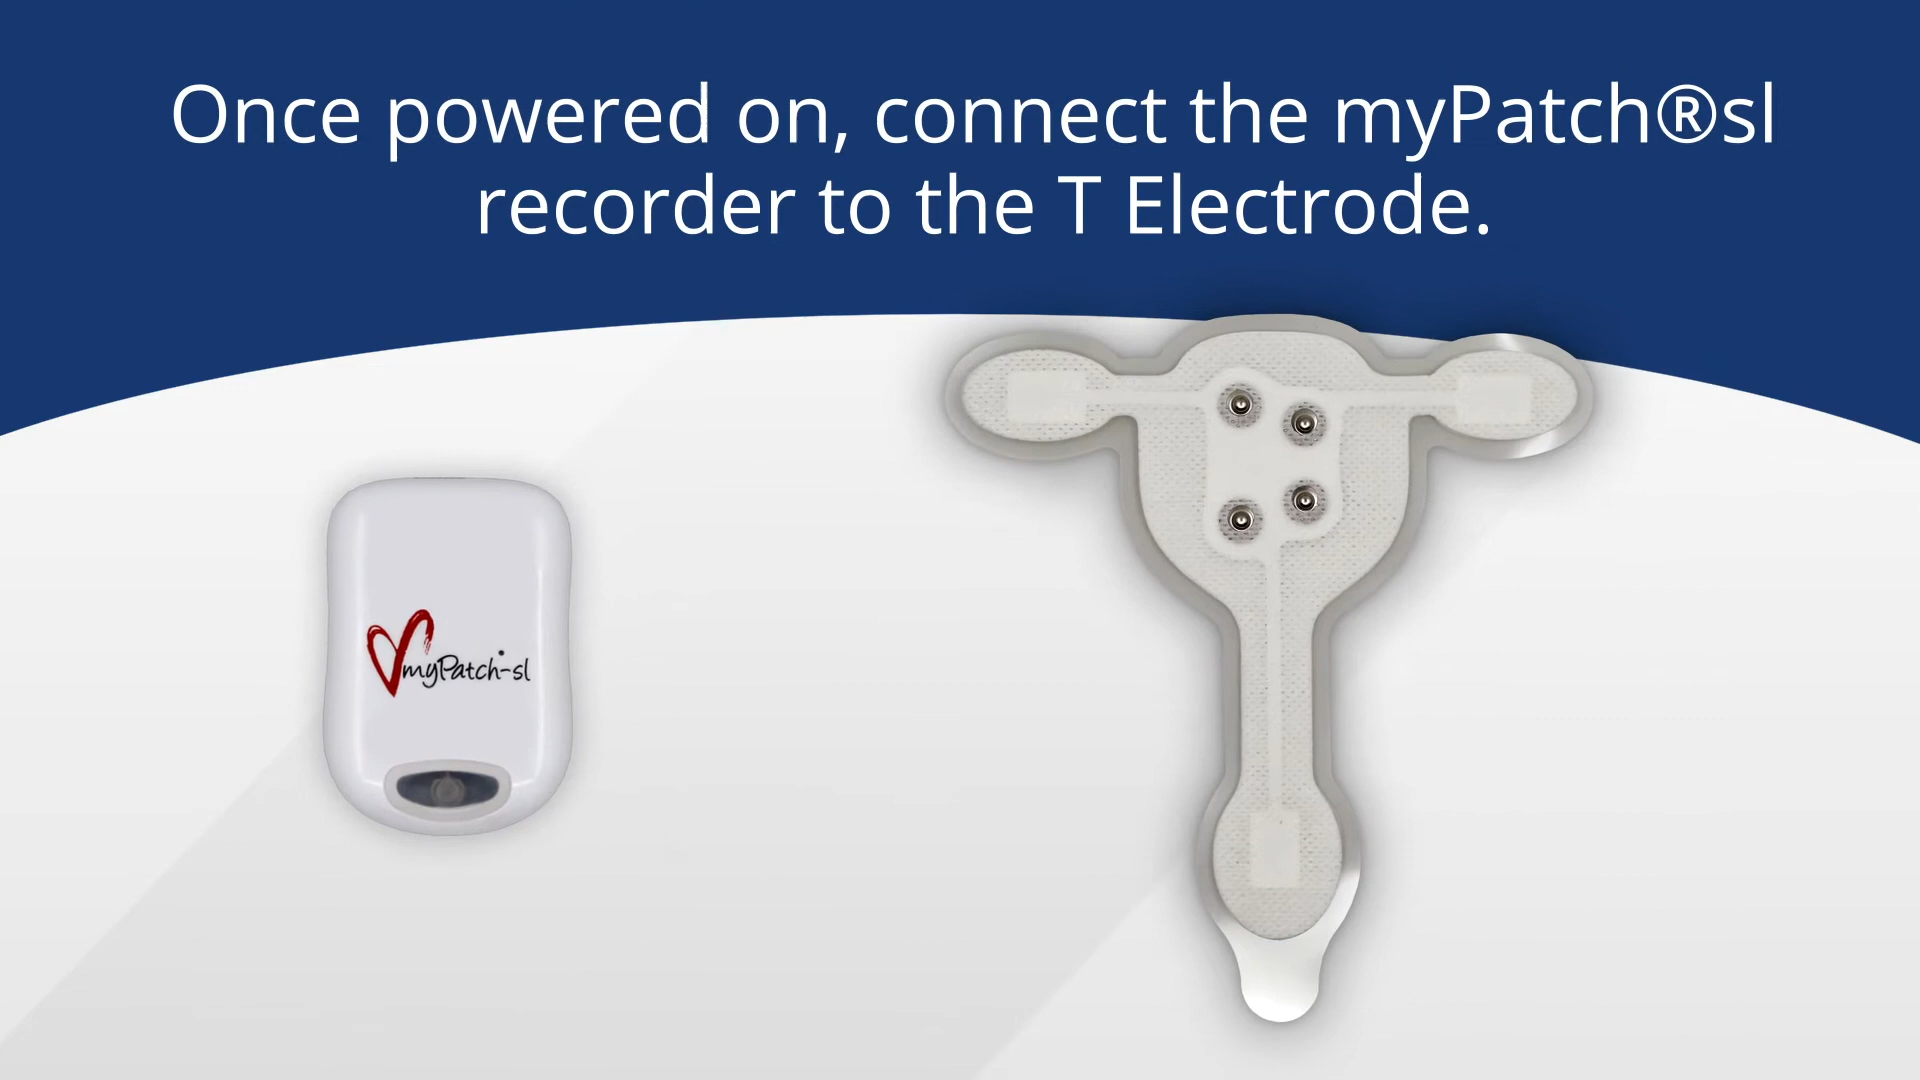 Once powered on, connect the myPatch®sl
recorder to the T Electrode.
myPatch-sl